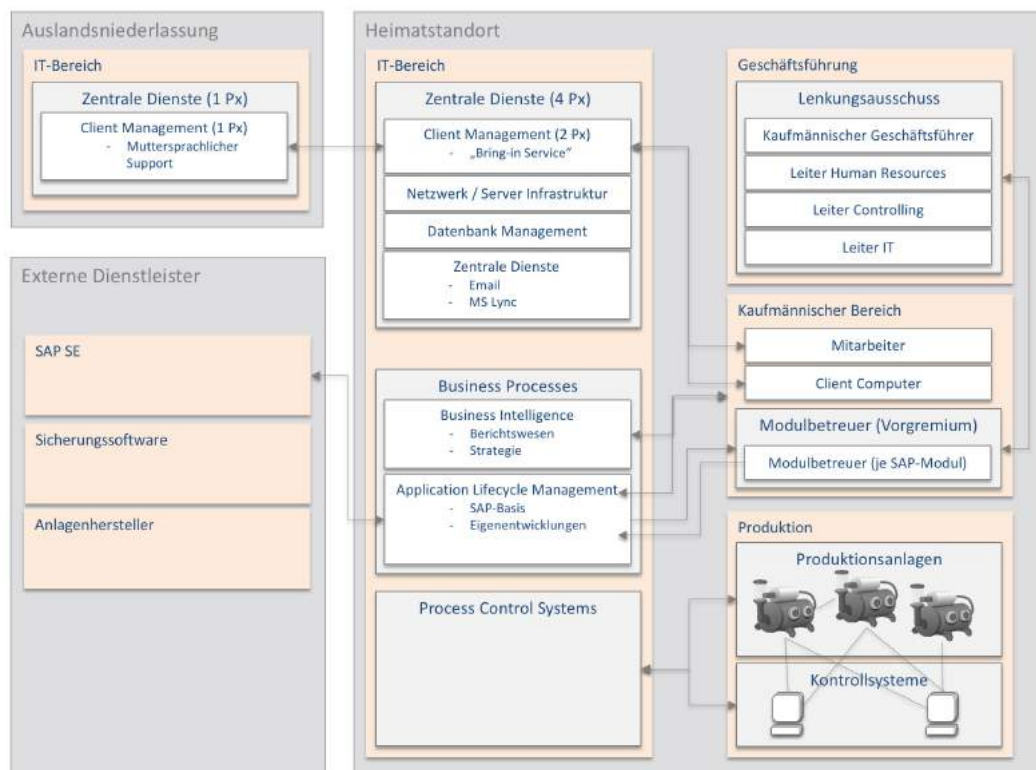 Auslandsniederlassung
IT-Bereich
Zentrale Dienste (1 Px)
Client Management (1 Px)
- Muttersprachlicher
Support
Externe Dienstleister
SAP SE
Sicherungssoftware
Anlagenhersteller
Heimatstandort
IT-Bereich
Zentrale Dienste (4 Px)
Client Management (2 Px)
- „Bring-in Service“
Netzwerk / Server Infrastruktur
Datenbank Management
Zentrale Dienste
- Email
- MS Lync
Business Processes
Business Intelligence
- Berichtswesen
- Strategie
Application Lifecycle Management
- SAP-Basis
- Eigenentwicklungen
Process Control Systems
Geschäftsführung
Lenkungsausschuss
Kaufmännischer Geschäftsführer
Leiter Human Resources
Leiter Controlling
Leiter IT
Kaufmännischer Bereich
Mitarbeiter
Client Computer
Modulbetreuer (Vorgremium)
Modulbetreuer (je SAP-Modul)
Produktion
Produktionsanlagen
Kontrollsysteme